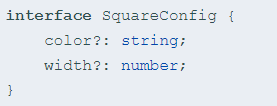 interface SquareConfig {
    color?: string;
    width?: number;
}